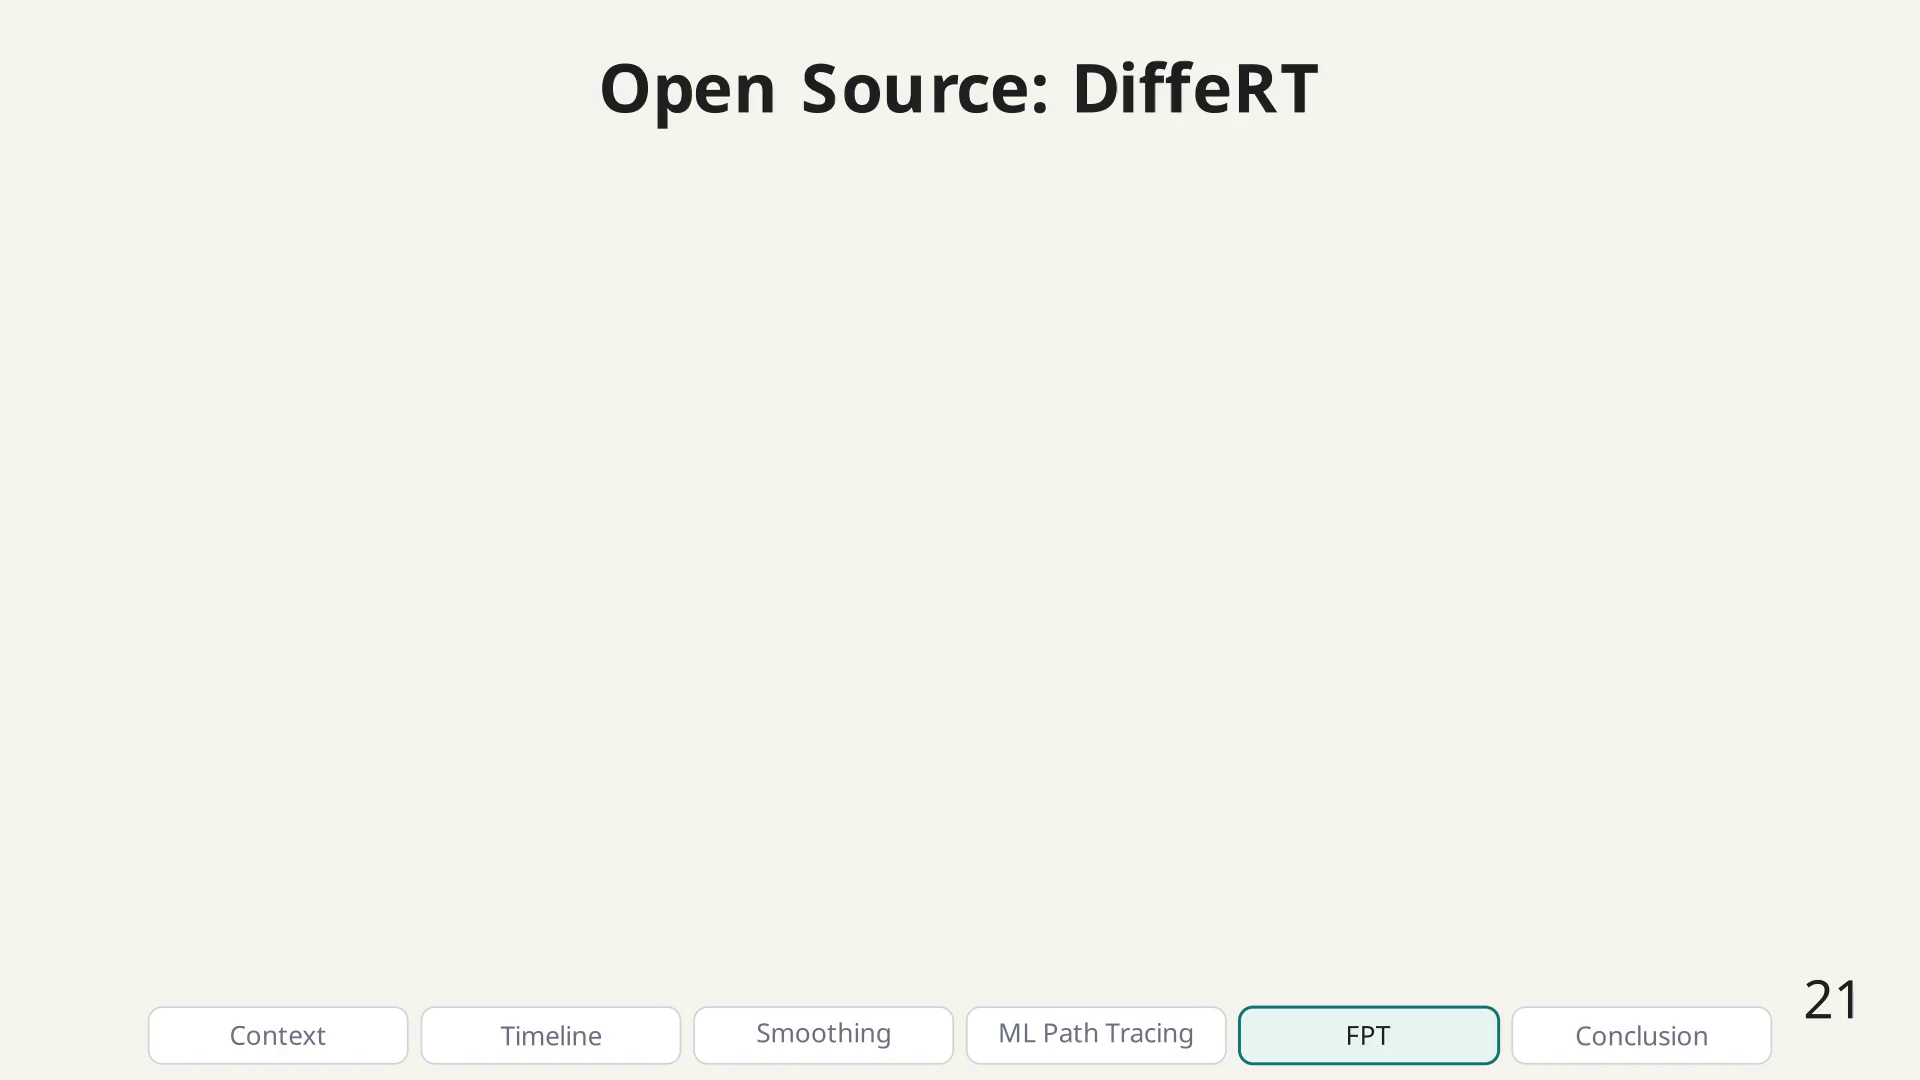 Open Source: DiffeRT
21
Context
Timeline
Smoothing
ML Path Tracing
FPT
Conclusion